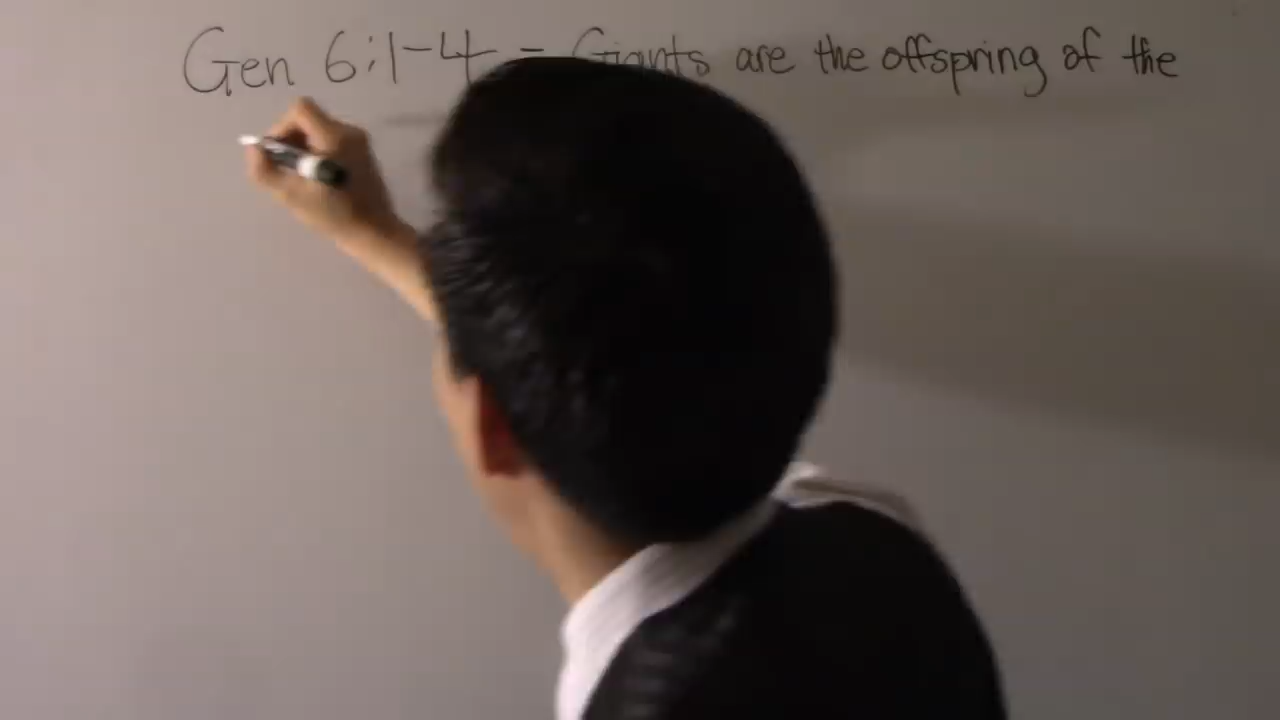 Gen 6:1-4 = Giants are the offspring of the